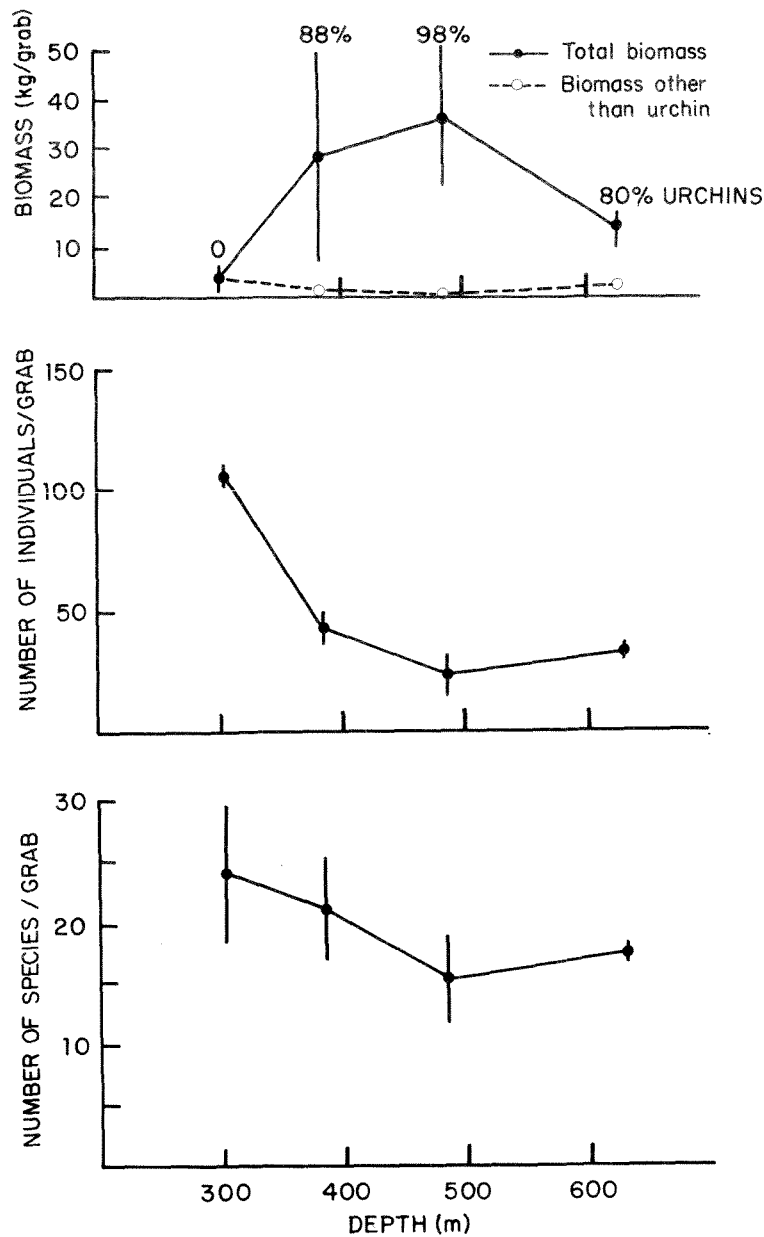 88%
98%
Total biomass
Biomass other
than urchin
BIOMASS (kg/grab)
50
40
30
20
10
0
80% URCHINS
NUMBER OF INDIVIDUALS/GRAB
150
100
50
NUMBER OF SPECIES / GRAB
30
20
10
300
400
500
600
DEPTH (m)